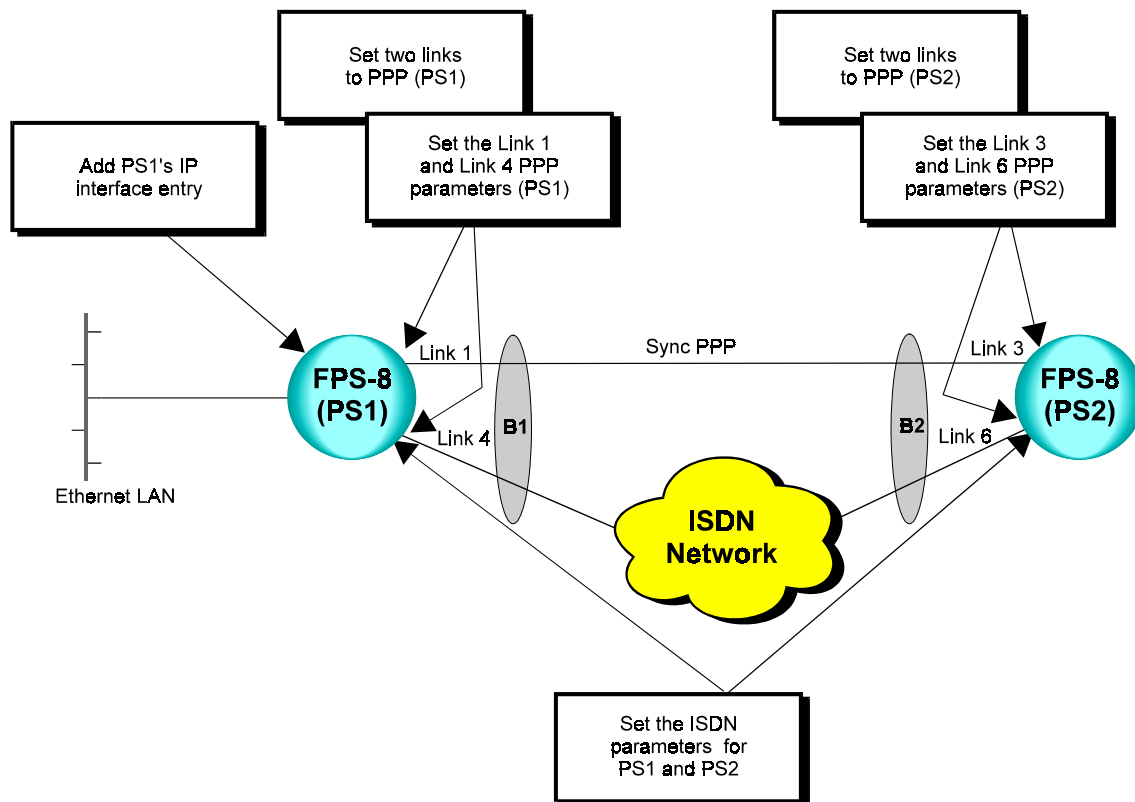 Set two links
to PPP (PS1)
Set two links
to PPP (PS2)
Add PS1's IP
interface entry
Set the Link 1
and Link 4 PPP
parameters (PS1)
Set the Link 3
and Link 6 PPP
parameters (PS2)
Link 1
Sync PPP
Link 3
FPS-8
(PS1)
FPS-8
(PS2)
B1
B2
Link 4
Link 6
Ethernet LAN
ISDN
Network
Set the ISDN
parameters for
PS1 and PS2